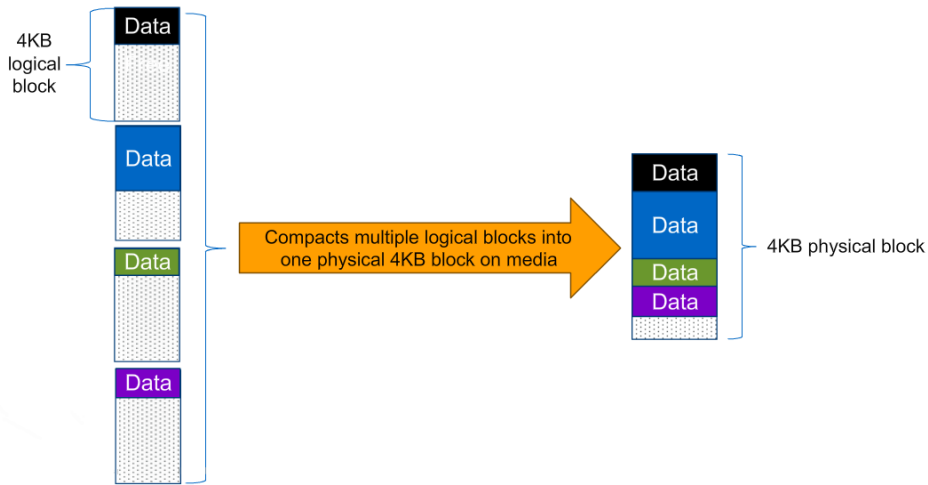 4KB
logical
block
Data
Data
Data
Data
Compacts multiple logical blocks into
one physical 4KB block on media
Data
Data
Data
Data
4KB physical block